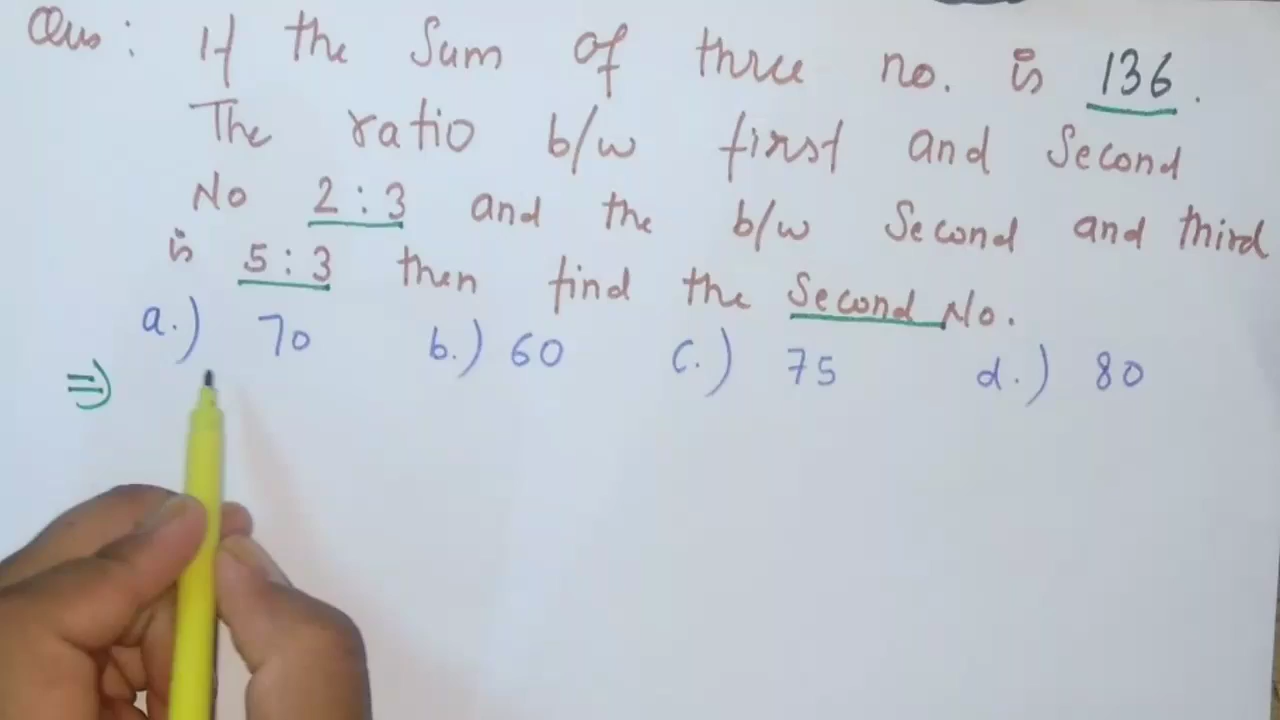 Ques : If the Sum of three no. is 136.
The ratio b/w first and Second
No 2 : 3 and the b/w Second and third
is 5 : 3 then find the Second No.
a.) 70 b.) 60 c.) 75 d.) 80
⇒